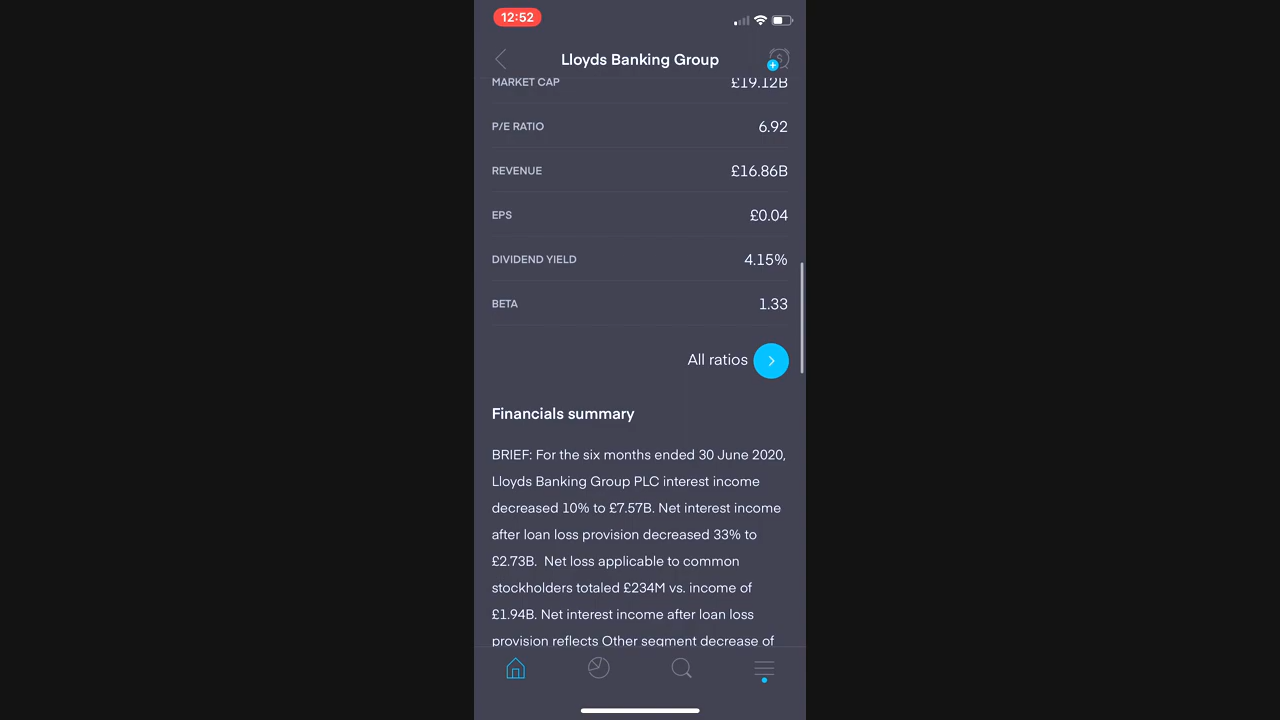 12:52
Lloyds Banking Group
MARKET CAP £19.12B
P/E RATIO 6.92
REVENUE £16.86B
EPS £0.04
DIVIDEND YIELD 4.15%
BETA 1.33
All ratios
Financials summary
BRIEF: For the six months ended 30 June 2020,
Lloyds Banking Group PLC interest income
decreased 10% to £7.57B. Net interest income
after loan loss provision decreased 33% to
£2.73B.  Net loss applicable to common
stockholders totaled £234M vs. income of
£1.94B. Net interest income after loan loss
provision reflects Other segment decrease of